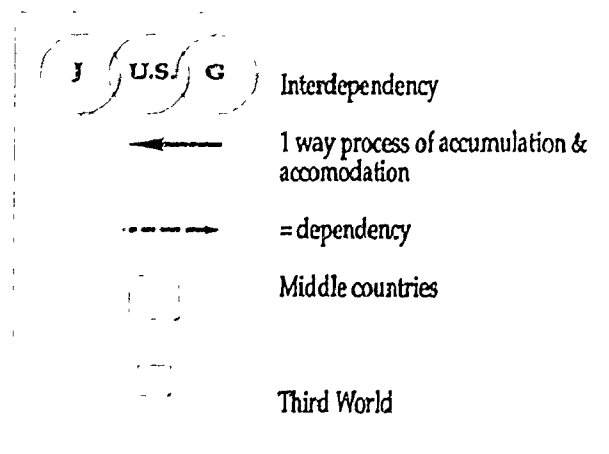 J U.S. G Interdependency
1 way process of accumulation &
accomodation
= dependency
Middle countries
Third World